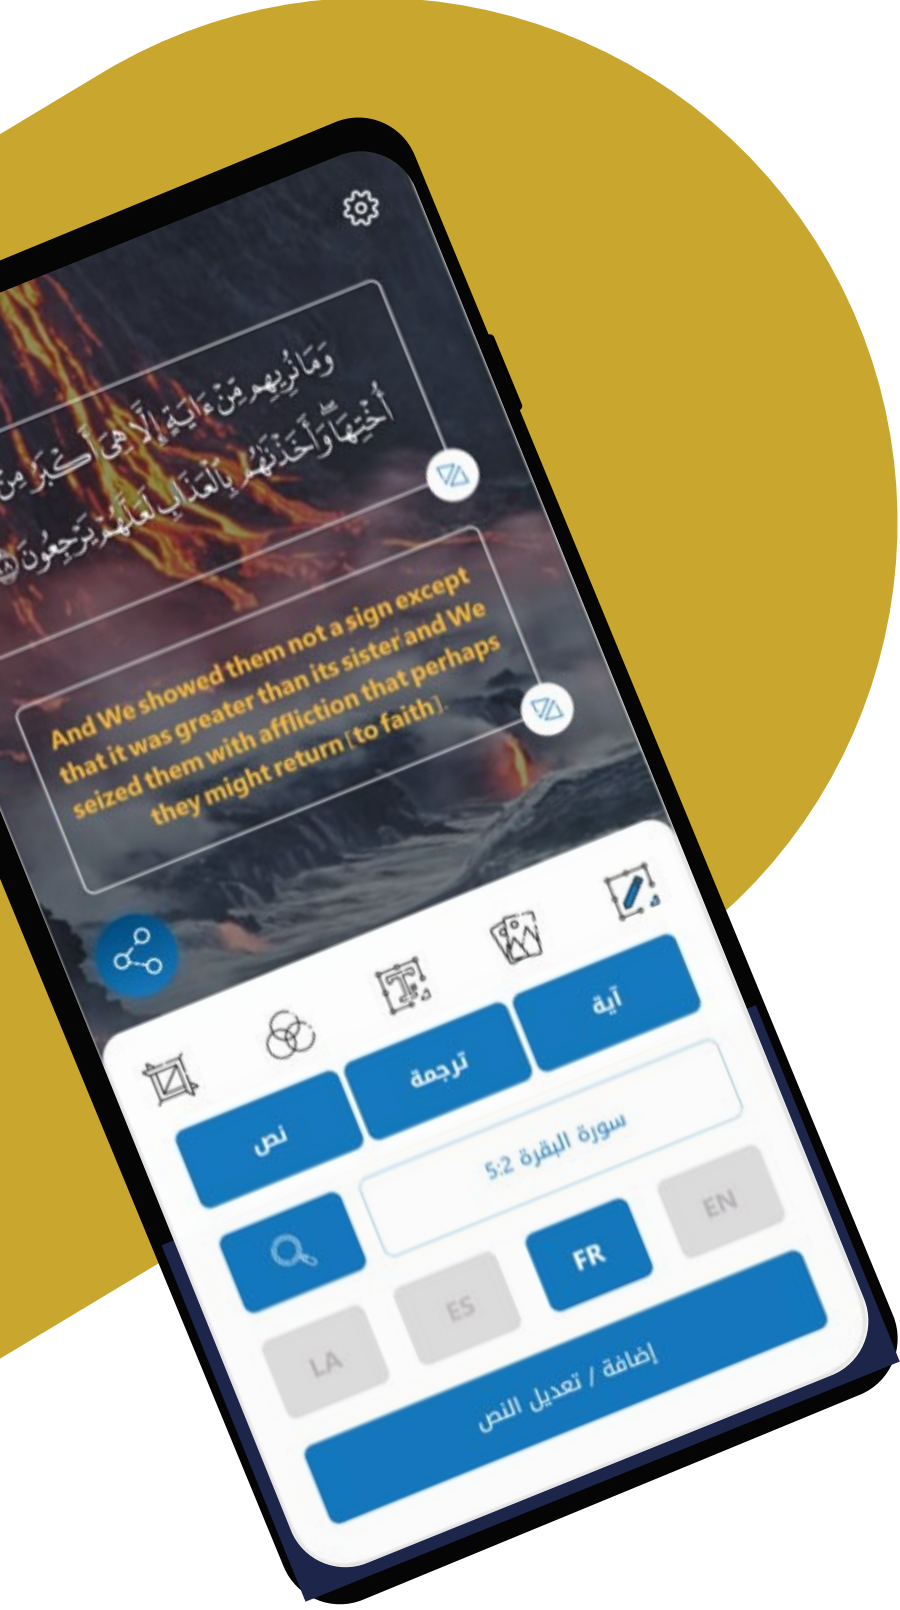 وَمَا نُرِيهِم مِّنْ ءَايَةٍ إِلَّا هِيَ أَكْبَرُ مِنْ
أُخْتِهَا ۖ وَأَخَذْنَٰهُم بِٱلْعَذَابِ لَعَلَّهُمْ يَرْجِعُونَ
And We showed them not a sign except
that it was greater than its sister and We
seized them with affliction that perhaps
they might return [to faith].
آية
ترجمة
نص
سورة البقرة 5:2
EN
FR
ES
LA
إضافة / تعديل النص